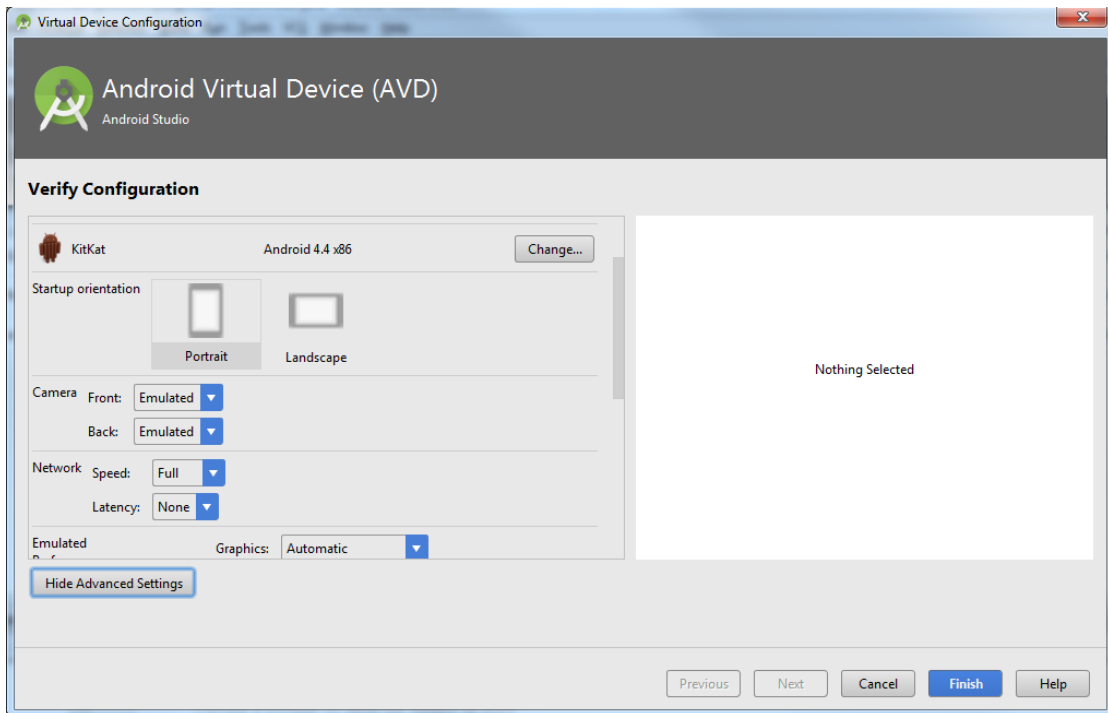 Virtual Device Configuration
Android Virtual Device (AVD)
Android Studio
Verify Configuration
KitKat Android 4.4 x86 Change...
Startup orientation
Portrait Landscape
Camera Front: Emulated
Back: Emulated
Network Speed: Full
Latency: None
Emulated Graphics: Automatic
Hide Advanced Settings
Nothing Selected
Previous Next Cancel Finish Help